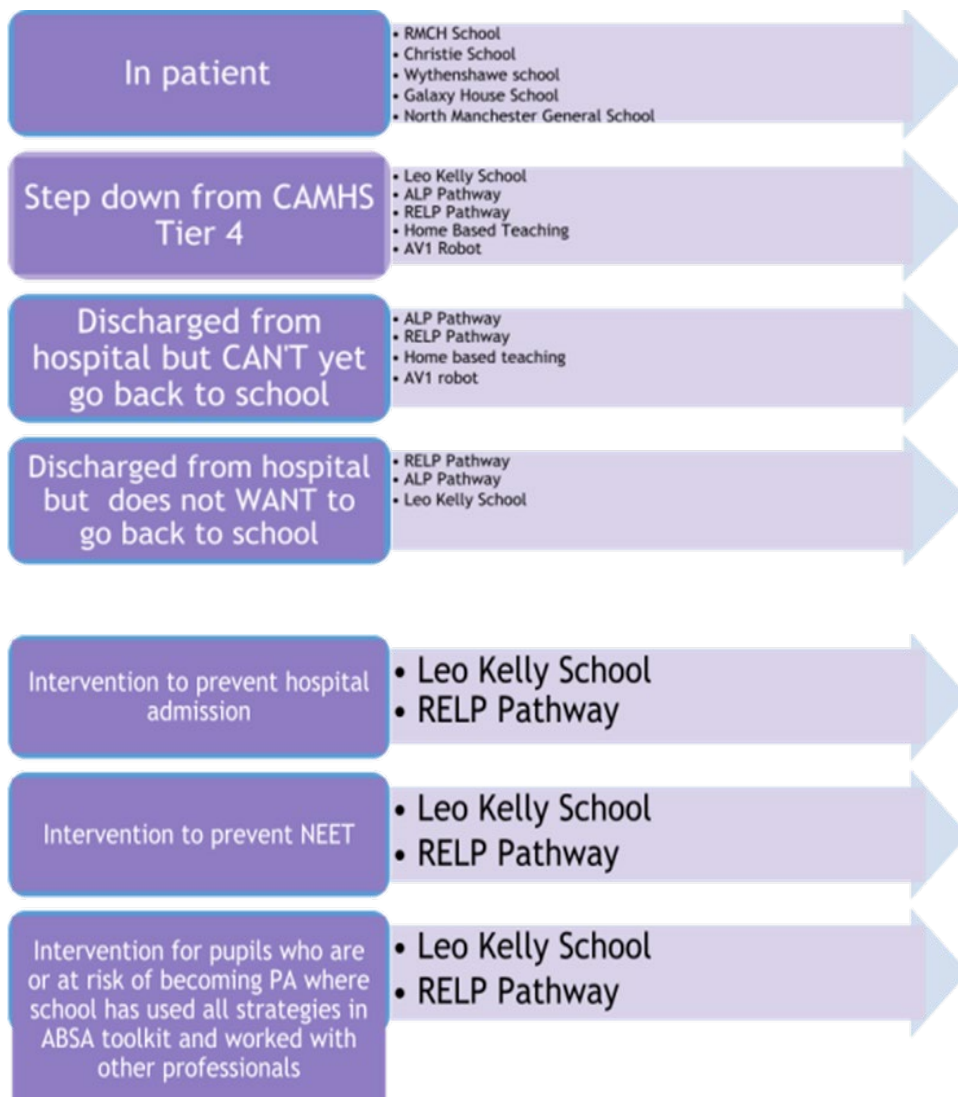 In patient
• RMCH School
• Christie School
• Wythenshawe school
• Galaxy House School
• North Manchester General School
Step down from CAMHS
Tier 4
• Leo Kelly School
• ALP Pathway
• RELP Pathway
• Home Based Teaching
• AV1 Robot
Discharged from
hospital but CAN'T yet
go back to school
• ALP Pathway
• RELP Pathway
• Home based teaching
• AV1 robot
Discharged from hospital
but does not WANT to
go back to school
• RELP Pathway
• ALP Pathway
• Leo Kelly School
Intervention to prevent hospital
admission
• Leo Kelly School
• RELP Pathway
Intervention to prevent NEET
• Leo Kelly School
• RELP Pathway
Intervention for pupils who are
or at risk of becoming PA where
school has used all strategies in
ABSA toolkit and worked with
other professionals
• Leo Kelly School
• RELP Pathway